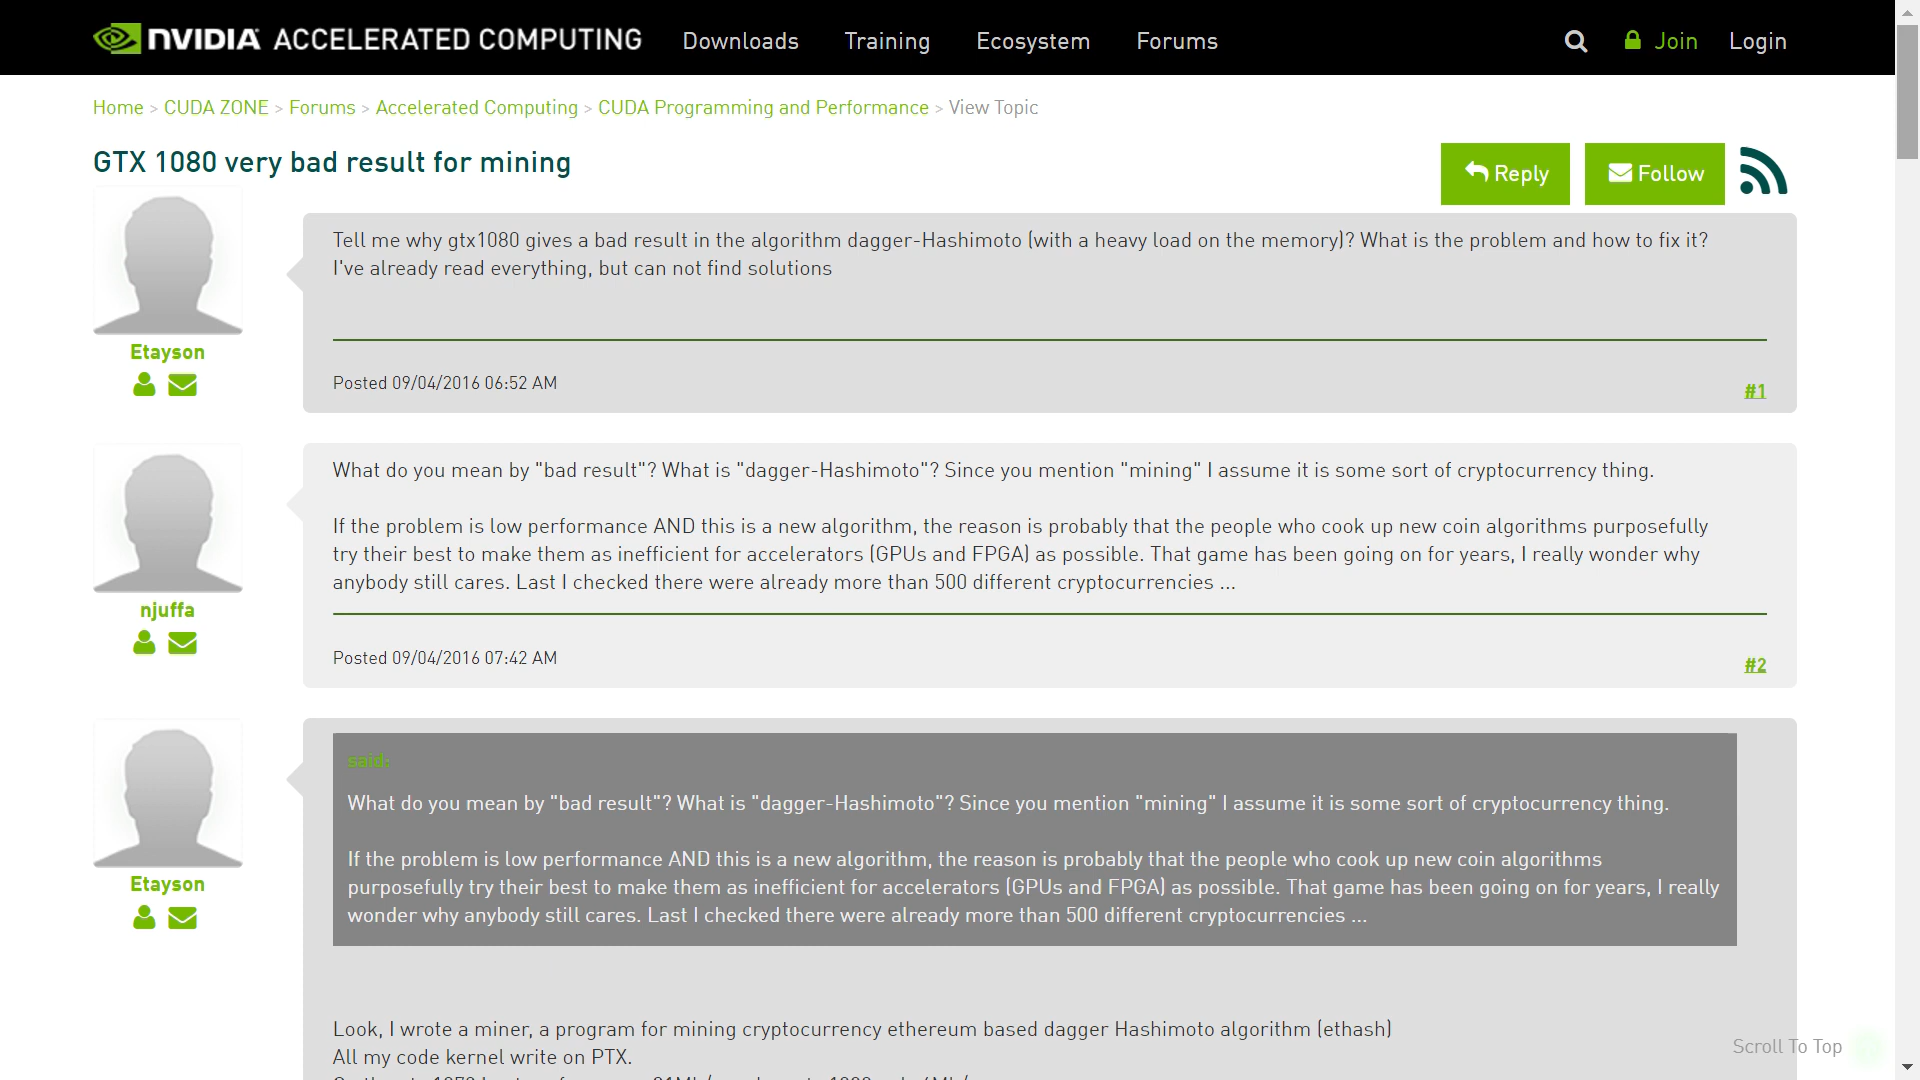 NVIDIA ACCELERATED COMPUTING Downloads Training Ecosystem Forums Join Login
Home > CUDA ZONE > Forums > Accelerated Computing > CUDA Programming and Performance > View Topic
GTX 1080 very bad result for mining
Reply Follow
Tell me why gtx1080 gives a bad result in the algorithm dagger-Hashimoto (with a heavy load on the memory)? What is the problem and how to fix it?
I've already read everything, but can not find solutions
Etayson
Posted 09/04/2016 06:52 AM
#1
What do you mean by "bad result"? What is "dagger-Hashimoto"? Since you mention "mining" I assume it is some sort of cryptocurrency thing.
If the problem is low performance AND this is a new algorithm, the reason is probably that the people who cook up new coin algorithms purposefully
try their best to make them as inefficient for accelerators (GPUs and FPGA) as possible. That game has been going on for years, I really wonder why
anybody still cares. Last I checked there were already more than 500 different cryptocurrencies ...
njuffa
Posted 09/04/2016 07:42 AM
#2
said:
What do you mean by "bad result"? What is "dagger-Hashimoto"? Since you mention "mining" I assume it is some sort of cryptocurrency thing.
If the problem is low performance AND this is a new algorithm, the reason is probably that the people who cook up new coin algorithms
purposefully try their best to make them as inefficient for accelerators (GPUs and FPGA) as possible. That game has been going on for years, I really
wonder why anybody still cares. Last I checked there were already more than 500 different cryptocurrencies ...
Etayson
Look, I wrote a miner, a program for mining cryptocurrency ethereum based dagger Hashimoto algorithm (ethash)
All my code kernel write on PTX.
Scroll To Top